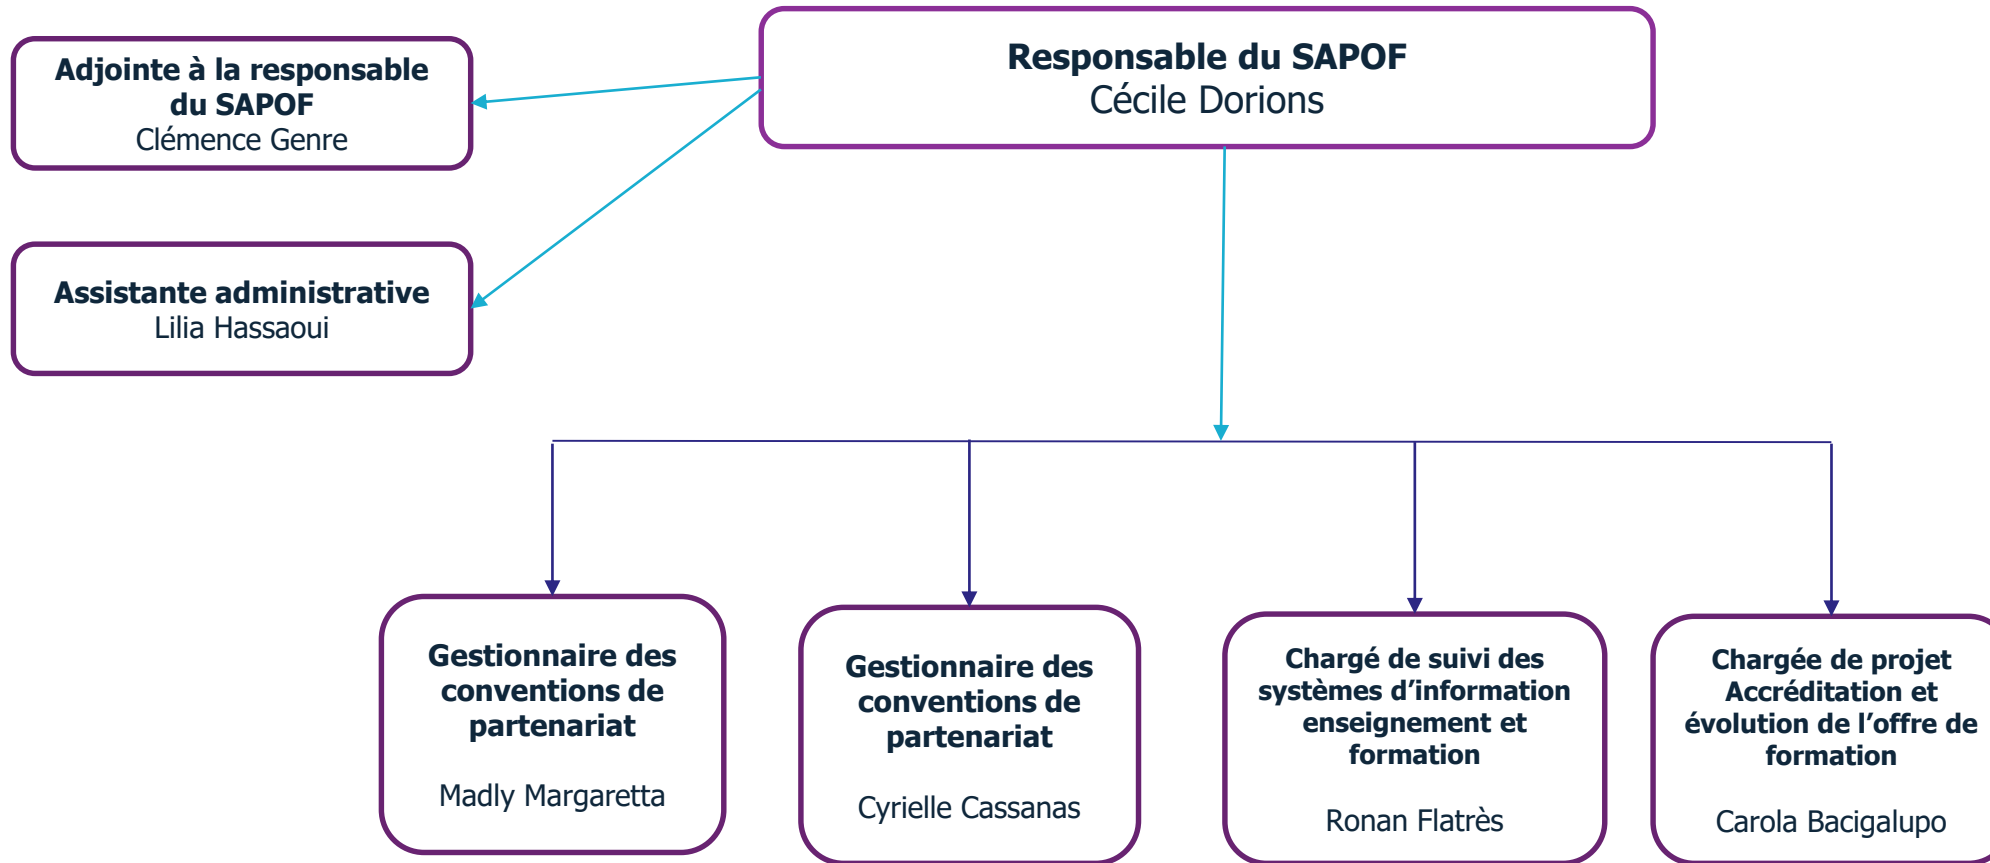 Responsable du SAPOF
Cécile Dorions
Adjointe à la responsable
du SAPOF
Clémence Genre
Assistante administrative
Lilia Hassaoui
Gestionnaire des
conventions de
partenariat
Madly Margaretta
Gestionnaire des
conventions de
partenariat
Cyrielle Cassanas
Chargé de suivi des
systèmes d’information
enseignement et
formation
Ronan Flatrès
Chargée de projet
Accréditation et
évolution de l’offre de
formation
Carola Bacigalupo